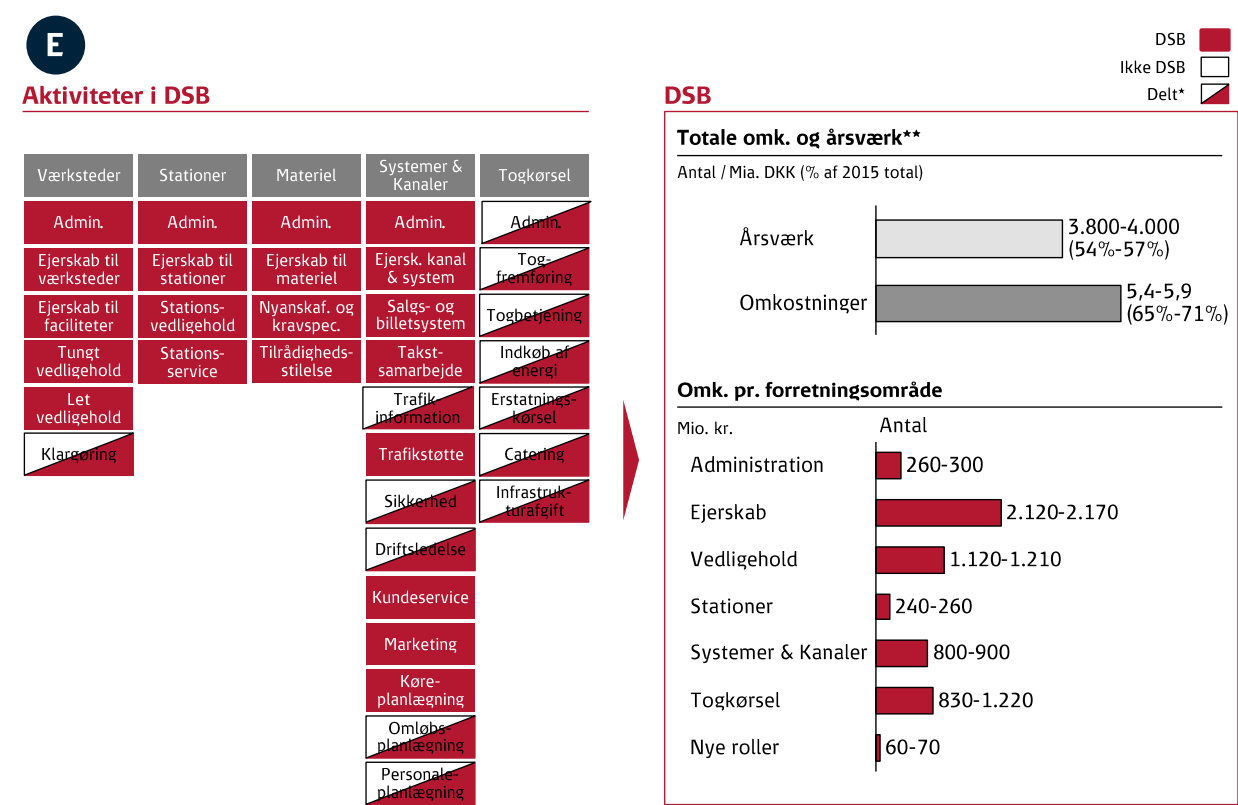 E
Aktiviteter i DSB
Værksteder
Admin.
Ejerskab til
værksteder
Ejerskab til
faciliteter
Tungt
vedligehold
Let
vedligehold
Klargøring
Stationer
Admin.
Ejerskab til
stationer
Stations-
vedligehold
Stations-
service
Materiel
Admin.
Ejerskab til
materiel
Nyanskaf. og
kravspec.
Tilrådigheds-
stilelse
Systemer &
Kanaler
Admin.
Ejersk. kanal
& system
Salgs- og
billetsystem
Takst-
samarbejde
Trafik-
information
Trafikstøtte
Sikkerhed
Driftsledelse
Kundeservice
Marketing
Køre-
planlægning
Omløbs-
planlægning
Personale-
planlægning
Togkørsel
Admin.
Tog-
fremføring
Togbetjening
Indkøb af
energi
Erstatnings-
kørsel
Catering
Infrastruk-
turafgift
DSB
Ikke DSB
Delt*
DSB
Totale omk. og årsværk**
Antal / Mia. DKK (% af 2015 total)
Årsværk
3.800-4.000
(54%-57%)
Omkostninger
5,4-5,9
(65%-71%)
Omk. pr. forretningsområde
Mio. kr.
Antal
Administration 260-300
Ejerskab 2.120-2.170
Vedligehold 1.120-1.210
Stationer 240-260
Systemer & Kanaler 800-900
Togkørsel 830-1.220
Nye roller 60-70